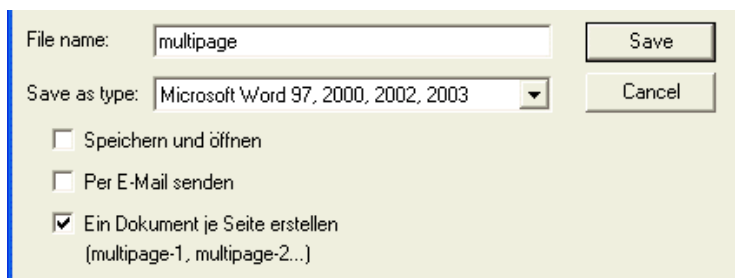 File name: multipage Save
Save as type: Microsoft Word 97, 2000, 2002, 2003 Cancel
Speichern und öffnen
Per E-Mail senden
Ein Dokument je Seite erstellen
(multipage-1, multipage-2...)